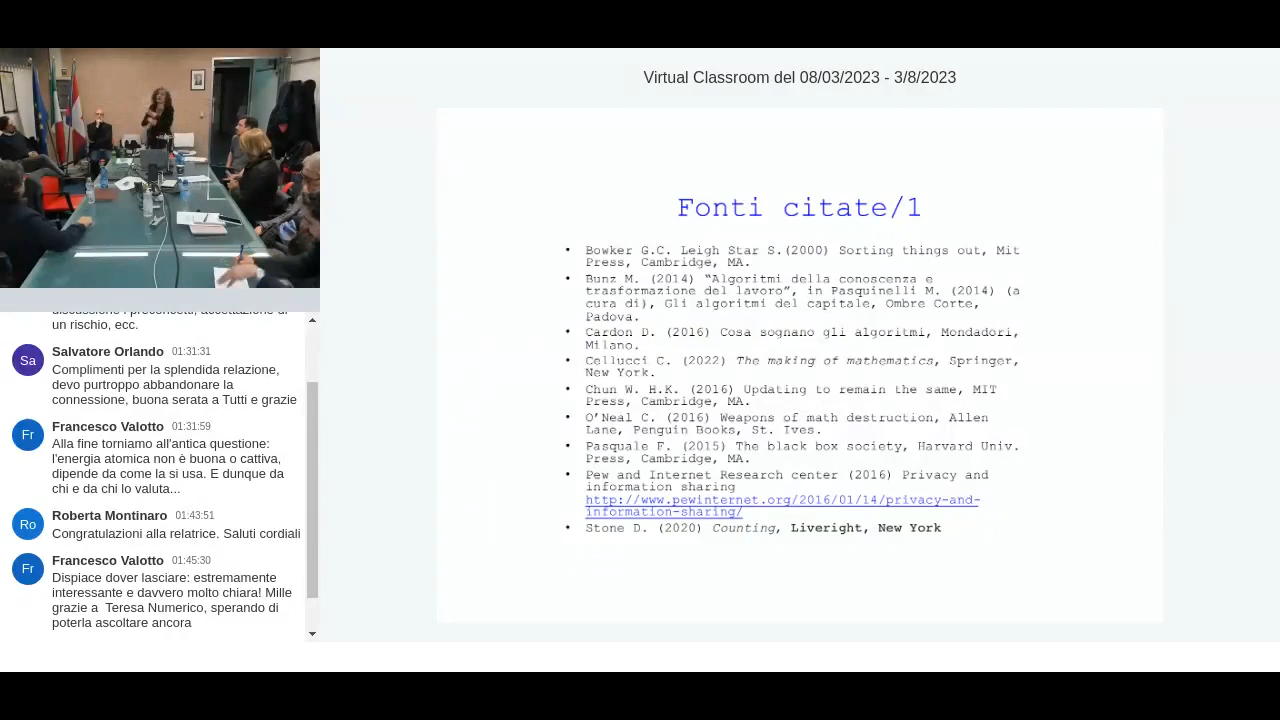 Virtual Classroom del 08/03/2023 - 3/8/2023
Fonti citate/1
• Bowker G.C. Leigh Star S.(2000) Sorting things out, Mit
Press, Cambridge, MA.
• Bunz M. (2014) “Algoritmi della conoscenza e
trasformazione del lavoro”, in Pasquinelli M. (2014) (a
cura di), Gli algoritmi del capitale, Ombre Corte,
Padova.
• Cardon D. (2016) Cosa sognano gli algoritmi, Mondadori,
Milano.
• Cellucci C. (2022) The making of mathematics, Springer,
New York.
• Chun W. H.K. (2016) Updating to remain the same, MIT
Press, Cambridge, MA.
• O’Neal C. (2016) Weapons of math destruction, Allen
Lane, Penguin Books, St. Ives.
• Pasquale F. (2015) The black box society, Harvard Univ.
Press, Cambridge, MA.
• Pew and Internet Research center (2016) Privacy and
information sharing
http://www.pewinternet.org/2016/01/14/privacy-and-
information-sharing/
• Stone D. (2020) Counting, Liveright, New York
discussione i preconcetti, accettazione di
un rischio, ecc.
Sa
Salvatore Orlando 01:31:31
Complimenti per la splendida relazione,
devo purtroppo abbandonare la
connessione, buona serata a Tutti e grazie
Fr
Francesco Valotto 01:31:59
Alla fine torniamo all'antica questione:
l'energia atomica non è buona o cattiva,
dipende da come la si usa. E dunque da
chi e da chi lo valuta...
Ro
Roberta Montinaro 01:43:51
Congratulazioni alla relatrice. Saluti cordiali
Fr
Francesco Valotto 01:45:30
Dispiace dover lasciare: estremamente
interessante e davvero molto chiara! Mille
grazie a  Teresa Numerico, sperando di
poterla ascoltare ancora